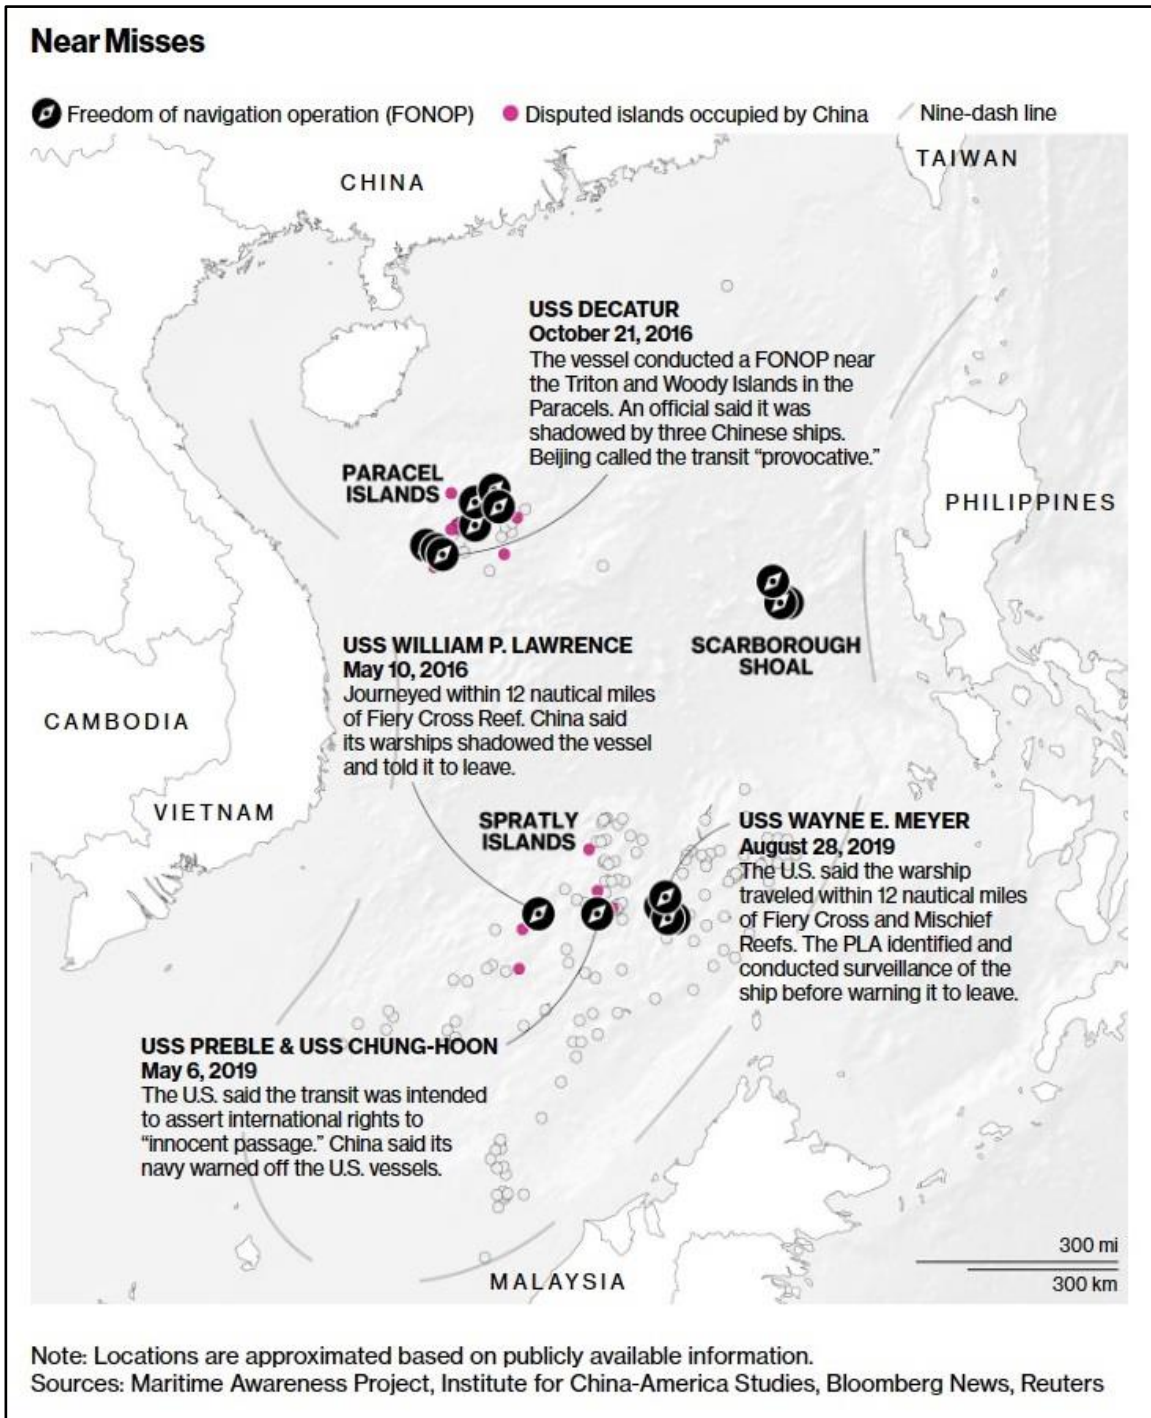 Near Misses
Freedom of navigation operation (FONOP)
Disputed islands occupied by China
Nine-dash line
TAIWAN
CHINA
USS DECATUR
October 21, 2016
The vessel conducted a FONOP near
the Triton and Woody Islands in the
Paracels. An official said it was
shadowed by three Chinese ships.
Beijing called the transit “provocative.”
PARACEL
ISLANDS
PHILIPPINES
USS WILLIAM P. LAWRENCE
May 10, 2016
Journeyed within 12 nautical miles
of Fiery Cross Reef. China said
its warships shadowed the vessel
and told it to leave.
SCARBOROUGH
SHOAL
CAMBODIA
VIETNAM
SPRATLY
ISLANDS
USS WAYNE E. MEYER
August 28, 2019
The U.S. said the warship
traveled within 12 nautical miles
of Fiery Cross and Mischief
Reefs. The PLA identified and
conducted surveillance of the
ship before warning it to leave.
USS PREBLE & USS CHUNG-HOON
May 6, 2019
The U.S. said the transit was intended
to assert international rights to
“innocent passage.” China said its
navy warned off the U.S. vessels.
300 mi
300 km
MALAYSIA
Note: Locations are approximated based on publicly available information.
Sources: Maritime Awareness Project, Institute for China-America Studies, Bloomberg News, Reuters